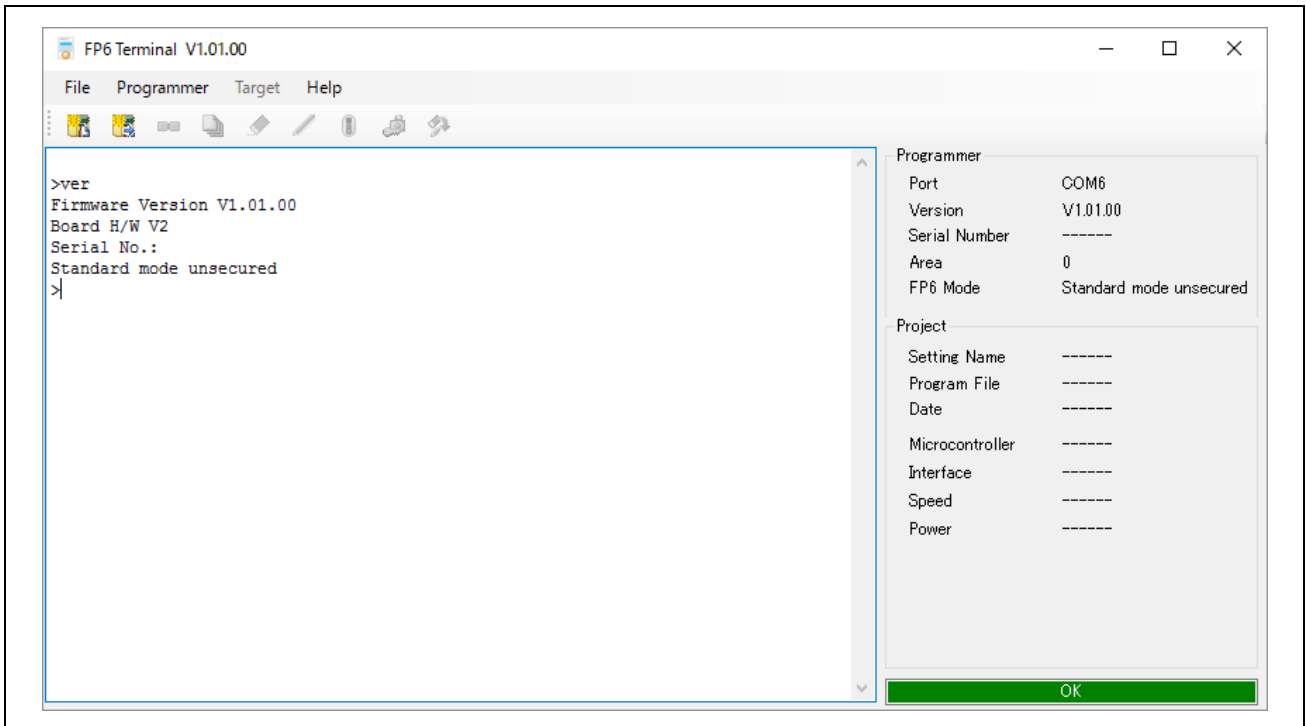 FP6 Terminal V1.01.00
File Programmer Target Help
>ver
Firmware Version V1.01.00
Board H/W V2
Serial No.:
Standard mode unsecured
>
Programmer
Port COM6
Version V1.01.00
Serial Number ------
Area 0
FP6 Mode Standard mode unsecured
Project
Setting Name ------
Program File ------
Date ------
Microcontroller ------
Interface ------
Speed ------
Power ------
OK